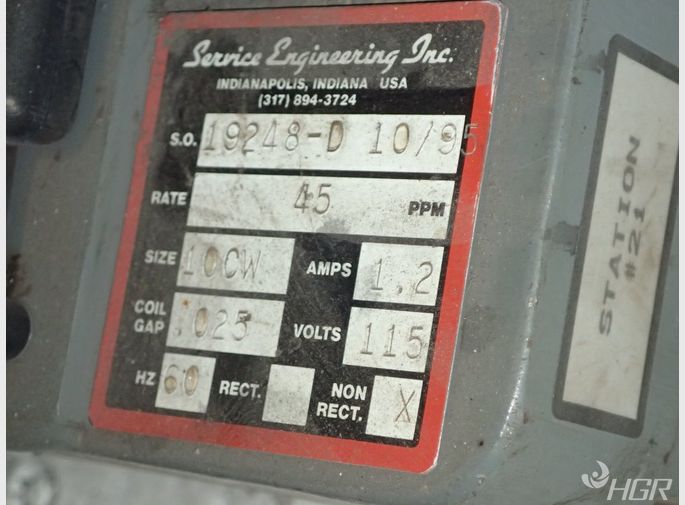 Service Engineering Inc.
INDIANAPOLIS, INDIANA USA
(317) 894-3724
S.O. 19248-D 10/95
RATE 45 PPM
SIZE 10CW AMPS 1.2
COIL GAP .025 VOLTS 115
HZ 60 RECT. NON RECT. X
STATION
#21
HGR